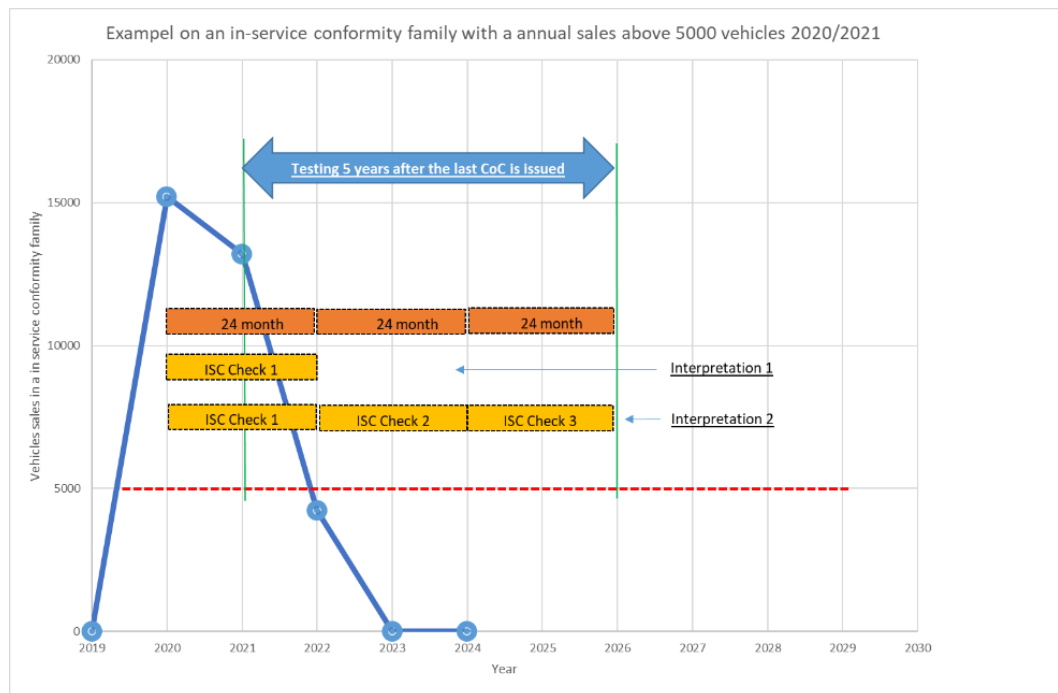 Exampel on an in-service conformity family with a annual sales above 5000 vehicles 2020/2021
20000
15000
10000
5000
0
Vehicles sales in a in service conformity family
Testing 5 years after the last CoC is issued
24 month
24 month
24 month
ISC Check 1
Interpretation 1
ISC Check 1
ISC Check 2
ISC Check 3
Interpretation 2
2019
2020
2021
2022
2023
2024
2025
2026
2027
2028
2029
2030
Year